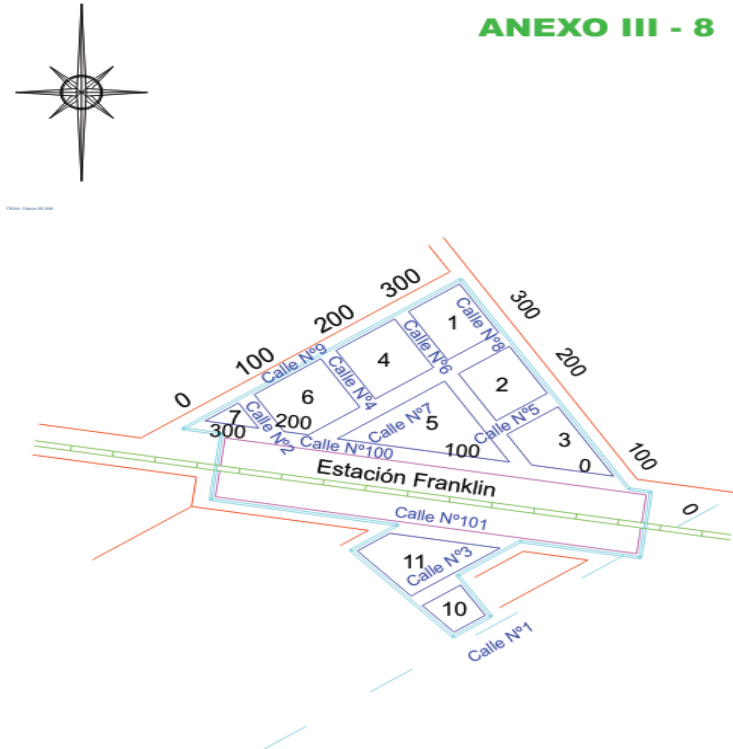 ANEXO III - 8
300
300
200
1
Calle Nº8
Calle Nº9
100
4
Calle Nº6
200
0
6
Calle Nº4
2
7
200
Calle Nº7
5
Calle Nº5
3
300
Calle Nº2
Calle Nº100
100
0
100
Estación Franklin
0
Calle Nº101
11
Calle Nº3
10
Calle Nº1